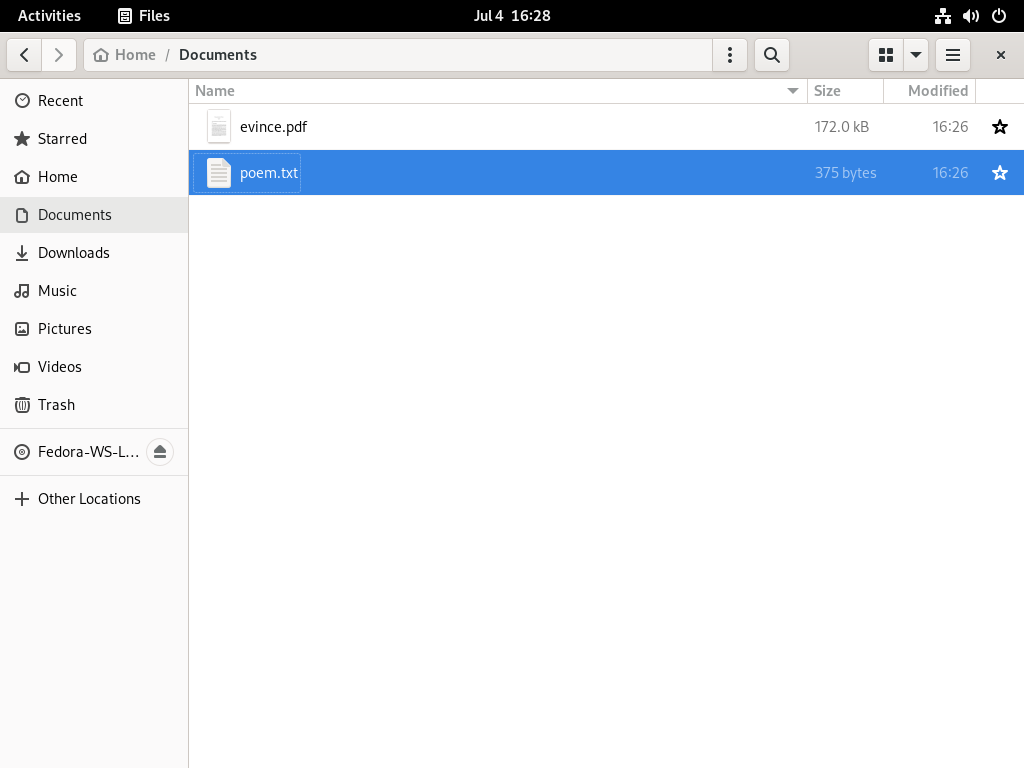 Activities Files Jul 4 16:28
Home / Documents
Name Size Modified
Recent
evince.pdf 172.0 kB 16:26
Starred
poem.txt 375 bytes 16:26
Home
Documents
Downloads
Music
Pictures
Videos
Trash
Fedora-WS-L…
Other Locations